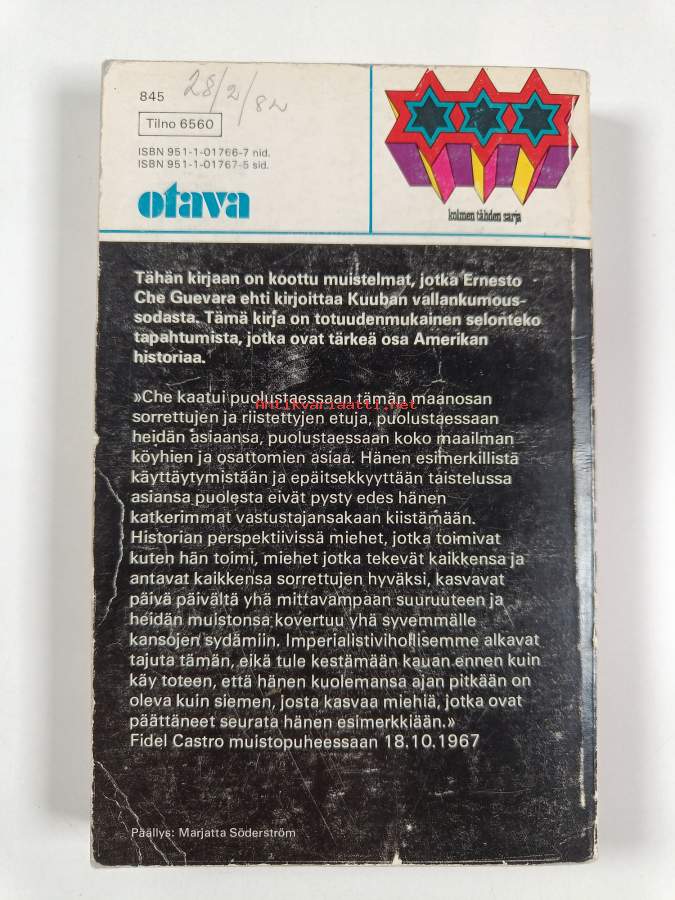 845
28/2/82
Tilno 6560
ISBN 951-1-01766-7 nid.
ISBN 951-1-01767-5 sid.
otava
kolmen tähden sarja
Tähän kirjaan on koottu muistelmat, jotka Ernesto
Che Guevara ehti kirjoittaa Kuuban vallankumous-
sodasta. Tämä kirja on totuudenmukainen selonteko
tapahtumista, jotka ovat tärkeä osa Amerikan
historiaa.
»Che kaatui puolustaessaan tämän maanosan
Antikvariaatti.net
sorrettujen ja riistettyjen etuja, puolustaessaan
heidän asiaansa, puolustaessaan koko maailman
köyhien ja osattomien asiaa. Hänen esimerkillistä
käyttäytymistään ja epäitsekkyyttään taistelussa
asiansa puolesta eivät pysty edes hänen
katkerimmat vastustajansakaan kiistämään.
Historian perspektiivissä miehet, jotka toimivat
kuten hän toimi, miehet jotka tekevät kaikkensa ja
antavat kaikkensa sorrettujen hyväksi, kasvavat
päivä päivältä yhä mittavampaan suuruuteen ja
heidän muistonsa kovertuu yhä syvemmälle
kansojen sydämiin. Imperialistivihollisemme alkavat
tajuta tämän, eikä tule kestämään kauan ennen kuin
käy toteen, että hänen kuolemansa ajan pitkään on
oleva kuin siemen, josta kasvaa miehiä, jotka ovat
päättäneet seurata hänen esimerkkiään.»
Fidel Castro muistopuheessaan 18.10.1967
Päällys: Marjatta Söderström